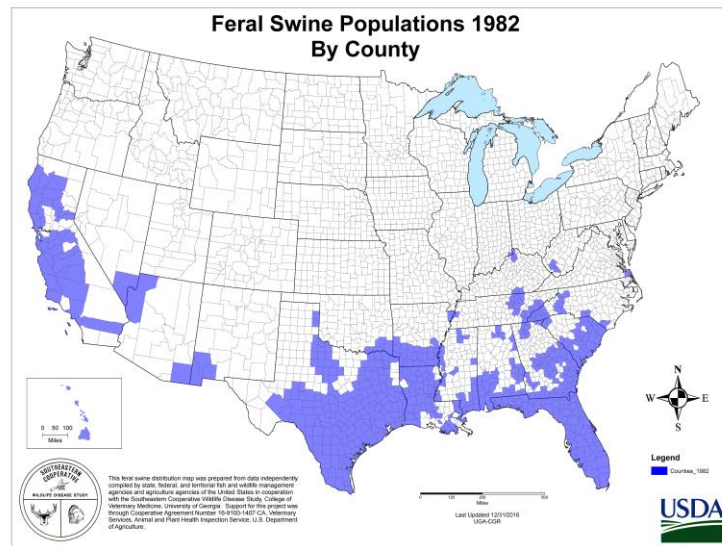 Feral Swine Populations 1982
By County
N
W
E
S
0 50 100
Miles
SOUTHEASTERN
COOPERATIVE
WILDLIFE DISEASE STUDY
This feral swine distribution map was prepared from data independently
compiled by state, federal, and territorial fish and wildlife management
agencies and agriculture agencies of the United States in cooperation
with the Southeastern Cooperative Wildlife Disease Study, College of
Veterinary Medicine, University of Georgia. Support for this project was
through Cooperative Agreement Number 16-9100-1407-CA, Veterinary
Services, Animal and Plant Health Inspection Service, U.S. Department
of Agriculture.
0 125 250 500
Miles
Last Updated 12/31/2016
UGA-CGR
Legend
Counties_1982
USDA